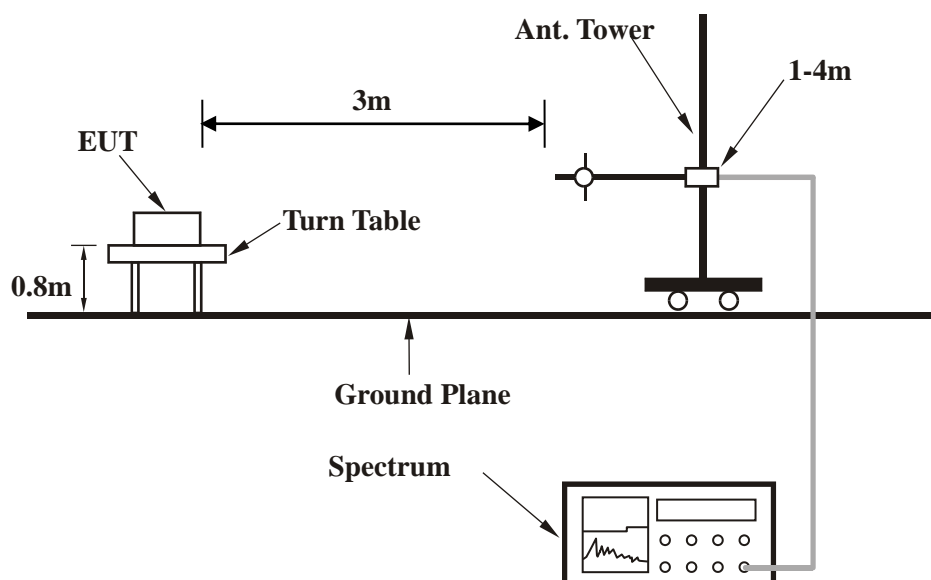 Ant. Tower
1-4m
3m
EUT
Turn Table
0.8m
Ground Plane
Spectrum